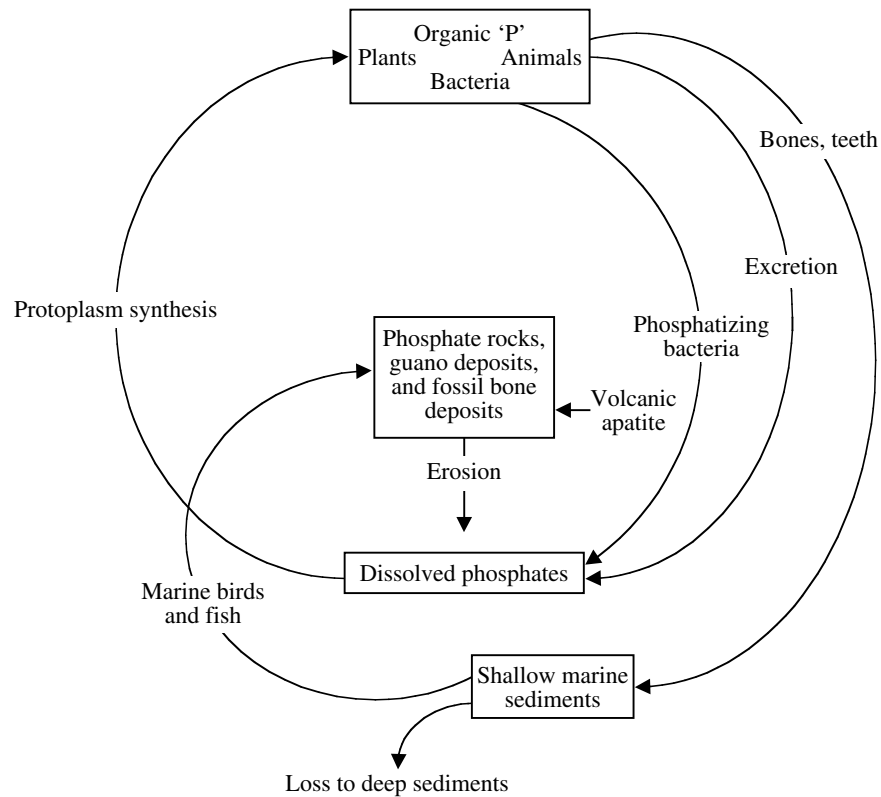 Organic ‘P’
Plants Animals
Bacteria
Bones, teeth
Excretion
Protoplasm synthesis
Phosphatizing
bacteria
Phosphate rocks,
guano deposits,
and fossil bone
deposits
Volcanic
apatite
Erosion
Dissolved phosphates
Marine birds
and fish
Shallow marine
sediments
Loss to deep sediments